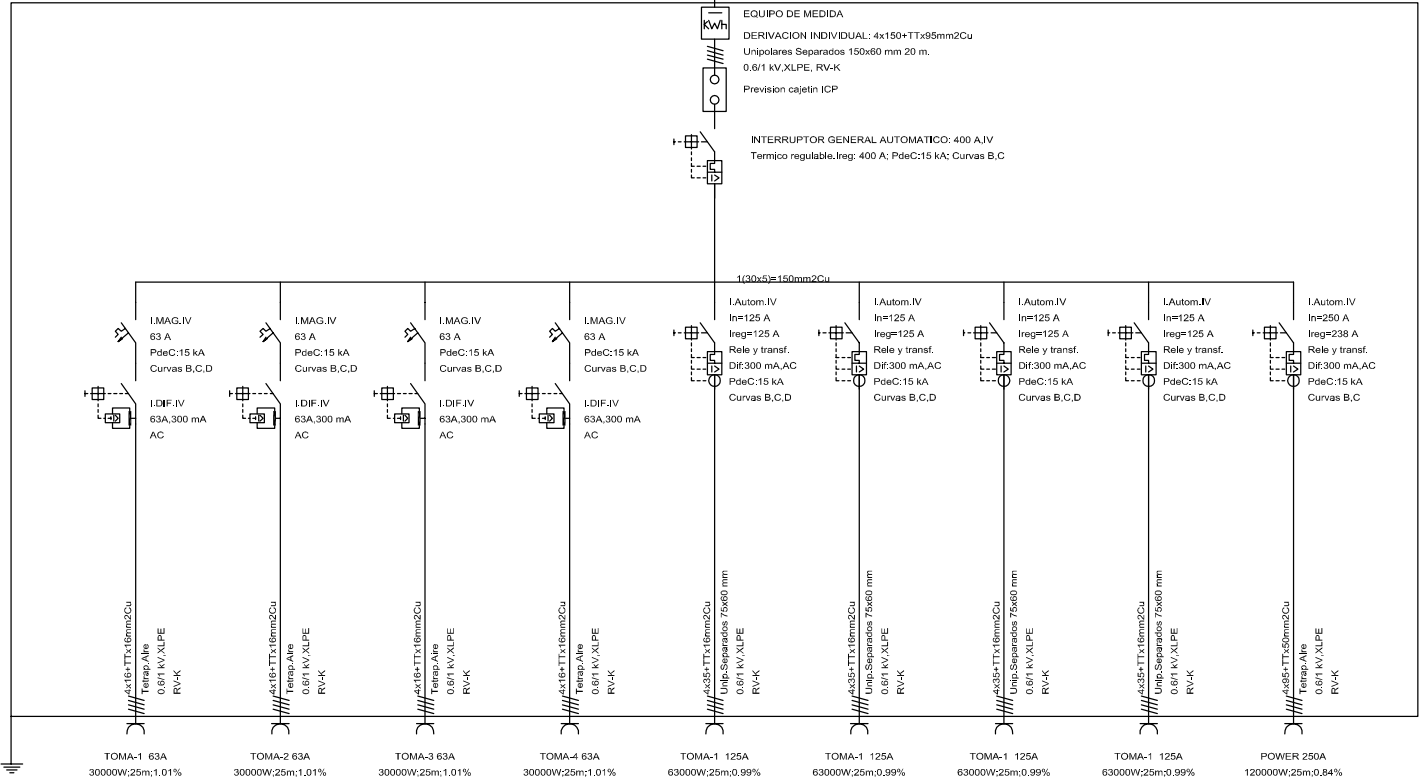 KWh
EQUIPO DE MEDIDA
DERIVACION INDIVIDUAL: 4x150+TTx95mm2Cu
Unipolares Separados 150x60 mm 20 m.
0.6/1 kV,XLPE, RV-K
Prevision cajetin ICP
INTERRUPTOR GENERAL AUTOMATICO: 400 A,IV
Termico regulable.Ireg: 400 A; PdeC:15 kA; Curvas B,C
1(30x5)=150mm2Cu
I.MAG.IV
63 A
PdeC:15 kA
Curvas B,C,D
I.DIF.IV
63A,300 mA
AC
4x16+TTx16mm2Cu
Tetrap.Aire
0.6/1 kV,XLPE
RV-K
TOMA-1 63A
30000W;25m;1.01%
I.MAG.IV
63 A
PdeC:15 kA
Curvas B,C,D
I.DIF.IV
63A,300 mA
AC
4x16+TTx16mm2Cu
Tetrap.Aire
0.6/1 kV,XLPE
RV-K
TOMA-2 63A
30000W;25m;1.01%
I.MAG.IV
63 A
PdeC:15 kA
Curvas B,C,D
I.DIF.IV
63A,300 mA
AC
4x16+TTx16mm2Cu
Tetrap.Aire
0.6/1 kV,XLPE
RV-K
TOMA-3 63A
30000W;25m;1.01%
I.MAG.IV
63 A
PdeC:15 kA
Curvas B,C,D
I.DIF.IV
63A,300 mA
AC
4x16+TTx16mm2Cu
Tetrap.Aire
0.6/1 kV,XLPE
RV-K
TOMA-4 63A
30000W;25m;1.01%
I.Autom.IV
In=125 A
Ireg=125 A
Rele y transf.
Dif:300 mA,AC
PdeC:15 kA
Curvas B,C,D
4x35+TTx16mm2Cu
Unip.Separados 75x60 mm
0.6/1 kV,XLPE
RV-K
TOMA-1 125A
63000W;25m;0.99%
I.Autom.IV
In=125 A
Ireg=125 A
Rele y transf.
Dif:300 mA,AC
PdeC:15 kA
Curvas B,C,D
4x35+TTx16mm2Cu
Unip.Separados 75x60 mm
0.6/1 kV,XLPE
RV-K
TOMA-1 125A
63000W;25m;0.99%
I.Autom.IV
In=125 A
Ireg=125 A
Rele y transf.
Dif:300 mA,AC
PdeC:15 kA
Curvas B,C,D
4x35+TTx16mm2Cu
Unip.Separados 75x60 mm
0.6/1 kV,XLPE
RV-K
TOMA-1 125A
63000W;25m;0.99%
I.Autom.IV
In=125 A
Ireg=125 A
Rele y transf.
Dif:300 mA,AC
PdeC:15 kA
Curvas B,C,D
4x35+TTx16mm2Cu
Unip.Separados 75x60 mm
0.6/1 kV,XLPE
RV-K
TOMA-1 125A
63000W;25m;0.99%
I.Autom.IV
In=250 A
Ireg=238 A
Rele y transf.
Dif:300 mA,AC
PdeC:15 kA
Curvas B,C
4x95+TTx50mm2Cu
Tetrap.Aire
0.6/1 kV,XLPE
RV-K
POWER 250A
120000W;25m;0.84%